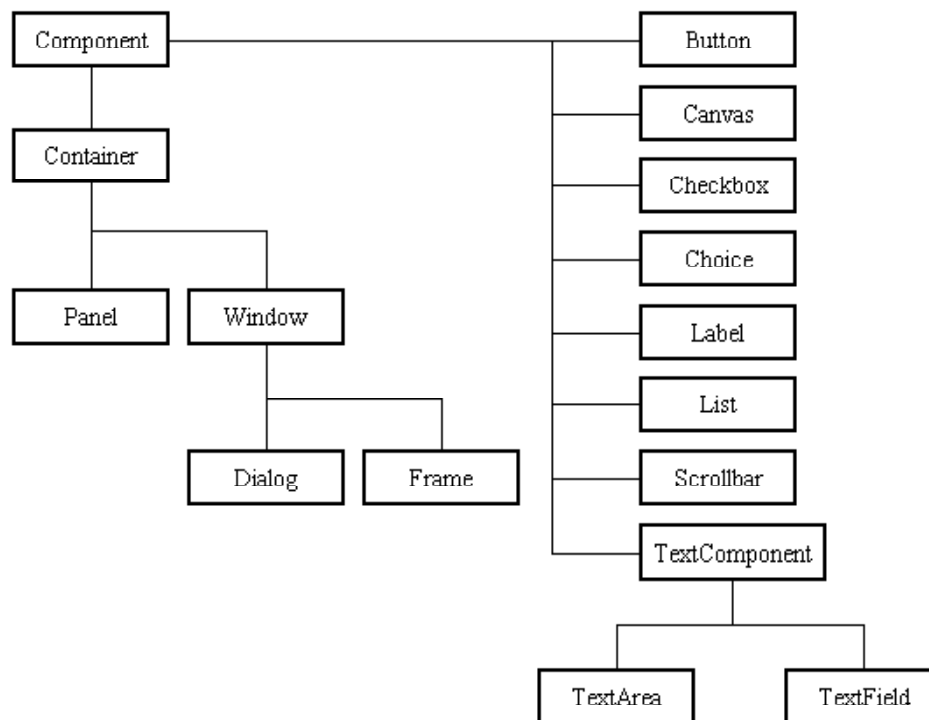 Component
Button
Canvas
Container
Checkbox
Choice
Panel
Window
Label
List
Dialog
Frame
Scrollbar
TextComponent
TextArea
TextField